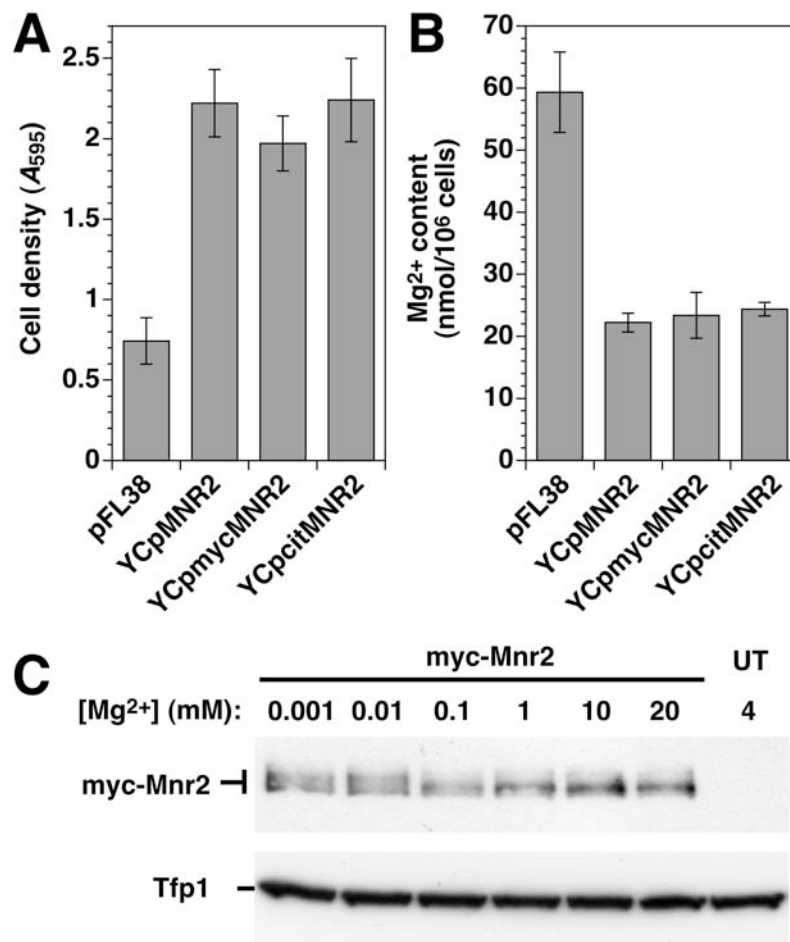 A
Cell density (A595)
2.5
2
1.5
1
0.5
0
pFL38
YCpMNR2
YCpmycMNR2
YCpcitMNR2
B
Mg2+ content
(nmol/10⁶ cells)
70
60
50
40
30
20
10
0
pFL38
YCpMNR2
YCpmycMNR2
YCpcitMNR2
C
myc-Mnr2 UT
[Mg2+] (mM): 0.001 0.01 0.1 1 10 20 4
myc-Mnr2
Tfp1